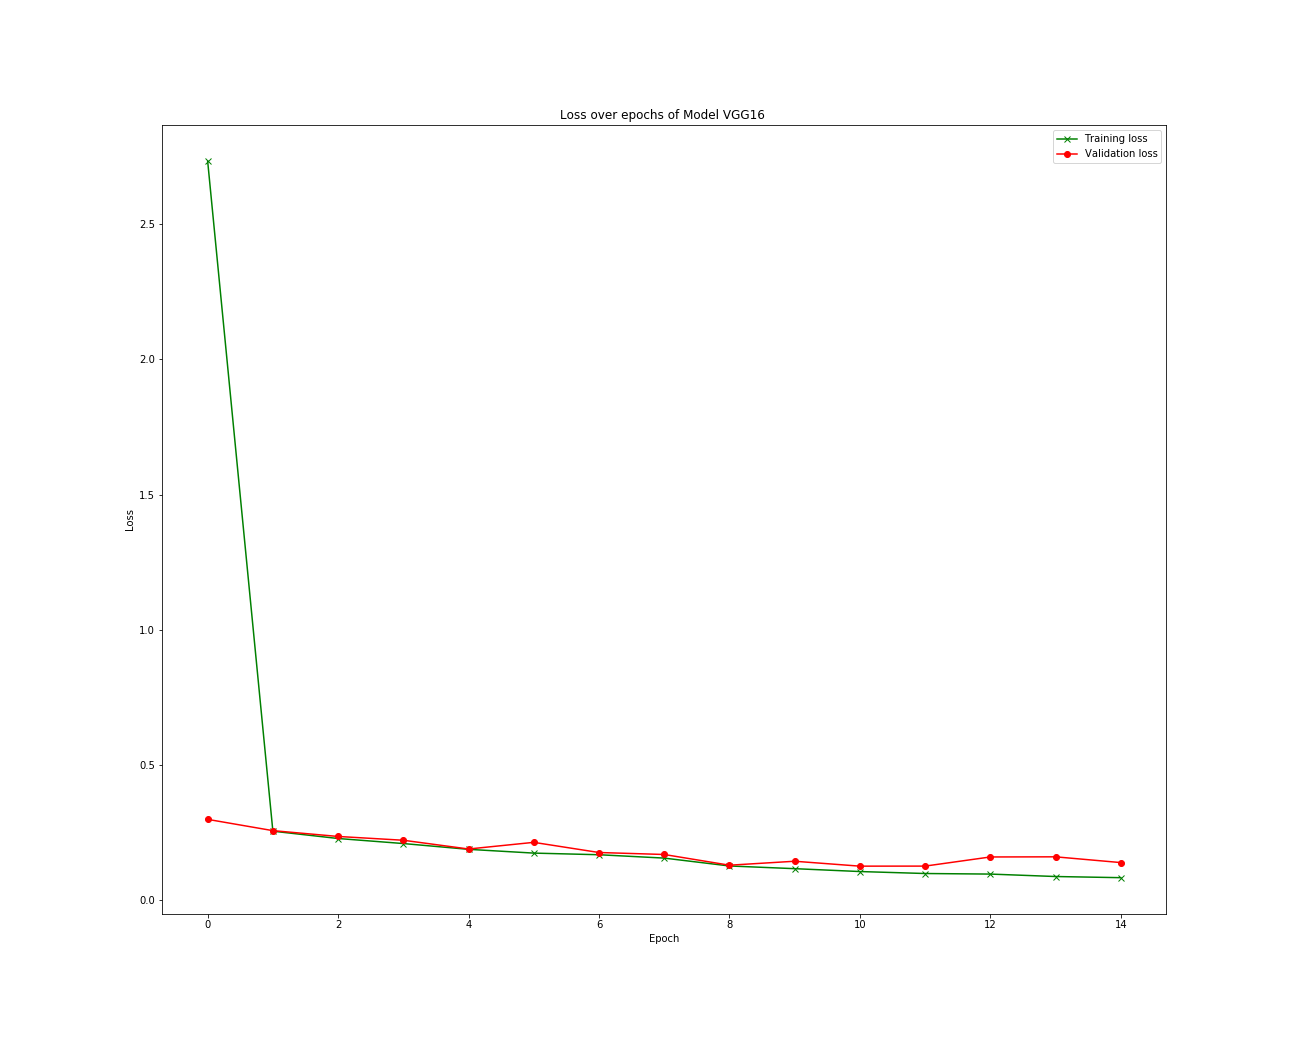 Loss over epochs of Model VGG16
Training loss
Validation loss
2.5
2.0
1.5
1.0
0.5
0.0
Loss
0 2 4 6 8 10 12 14
Epoch